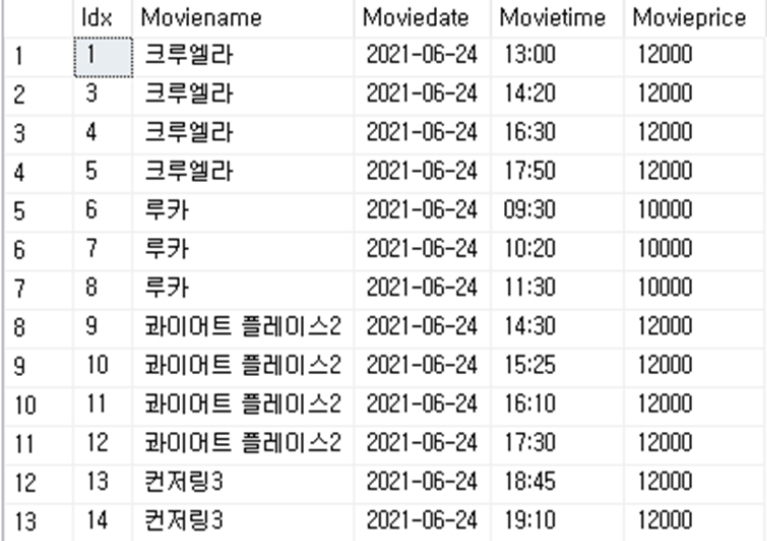 Idx Moviename Moviedate Movietime Movieprice
1 1 크루엘라 2021-06-24 13:00 12000
2 3 크루엘라 2021-06-24 14:20 12000
3 4 크루엘라 2021-06-24 16:30 12000
4 5 크루엘라 2021-06-24 17:50 12000
5 6 루카 2021-06-24 09:30 10000
6 7 루카 2021-06-24 10:20 10000
7 8 루카 2021-06-24 11:30 10000
8 9 콰이어트 플레이스2 2021-06-24 14:30 12000
9 10 콰이어트 플레이스2 2021-06-24 15:25 12000
10 11 콰이어트 플레이스2 2021-06-24 16:10 12000
11 12 콰이어트 플레이스2 2021-06-24 17:30 12000
12 13 컨저링3 2021-06-24 18:45 12000
13 14 컨저링3 2021-06-24 19:10 12000